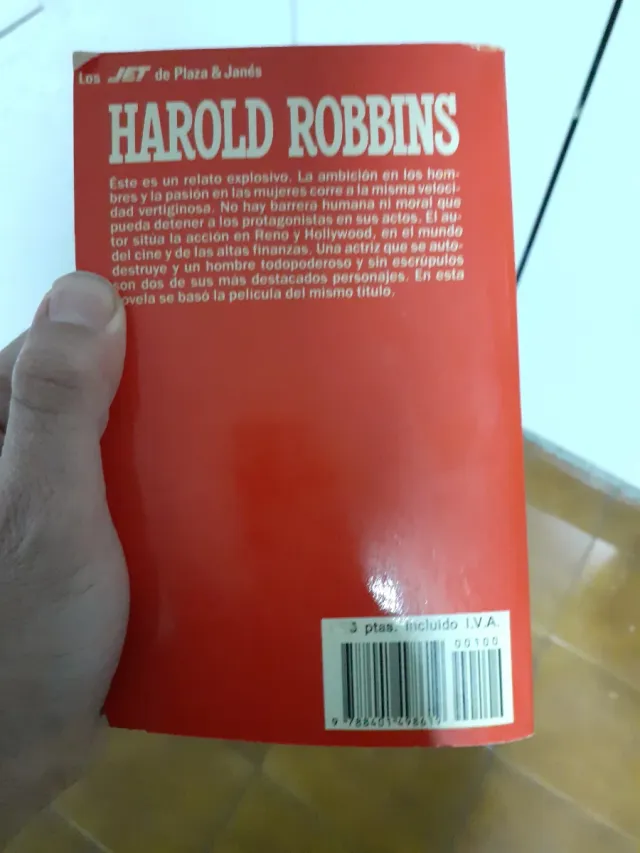 Los JET de Plaza & Janés
HAROLD ROBBINS
Éste es un relato explosivo. La ambición en los hom-
bres y la pasión en las mujeres corre a la misma veloci-
dad vertiginosa. No hay barrera humana ni moral que
pueda detener a los protagonistas en sus actos. El au-
tor sitúa la acción en Reno y Hollywood, en el mundo
del cine y de las altas finanzas. Una actriz que se auto-
destruye y un hombre todopoderoso y sin escrúpulos
son dos de sus más destacados personajes. En esta
novela se basó la película del mismo título.
ptas. incluido I.V.A.
00100
9 788401 49861